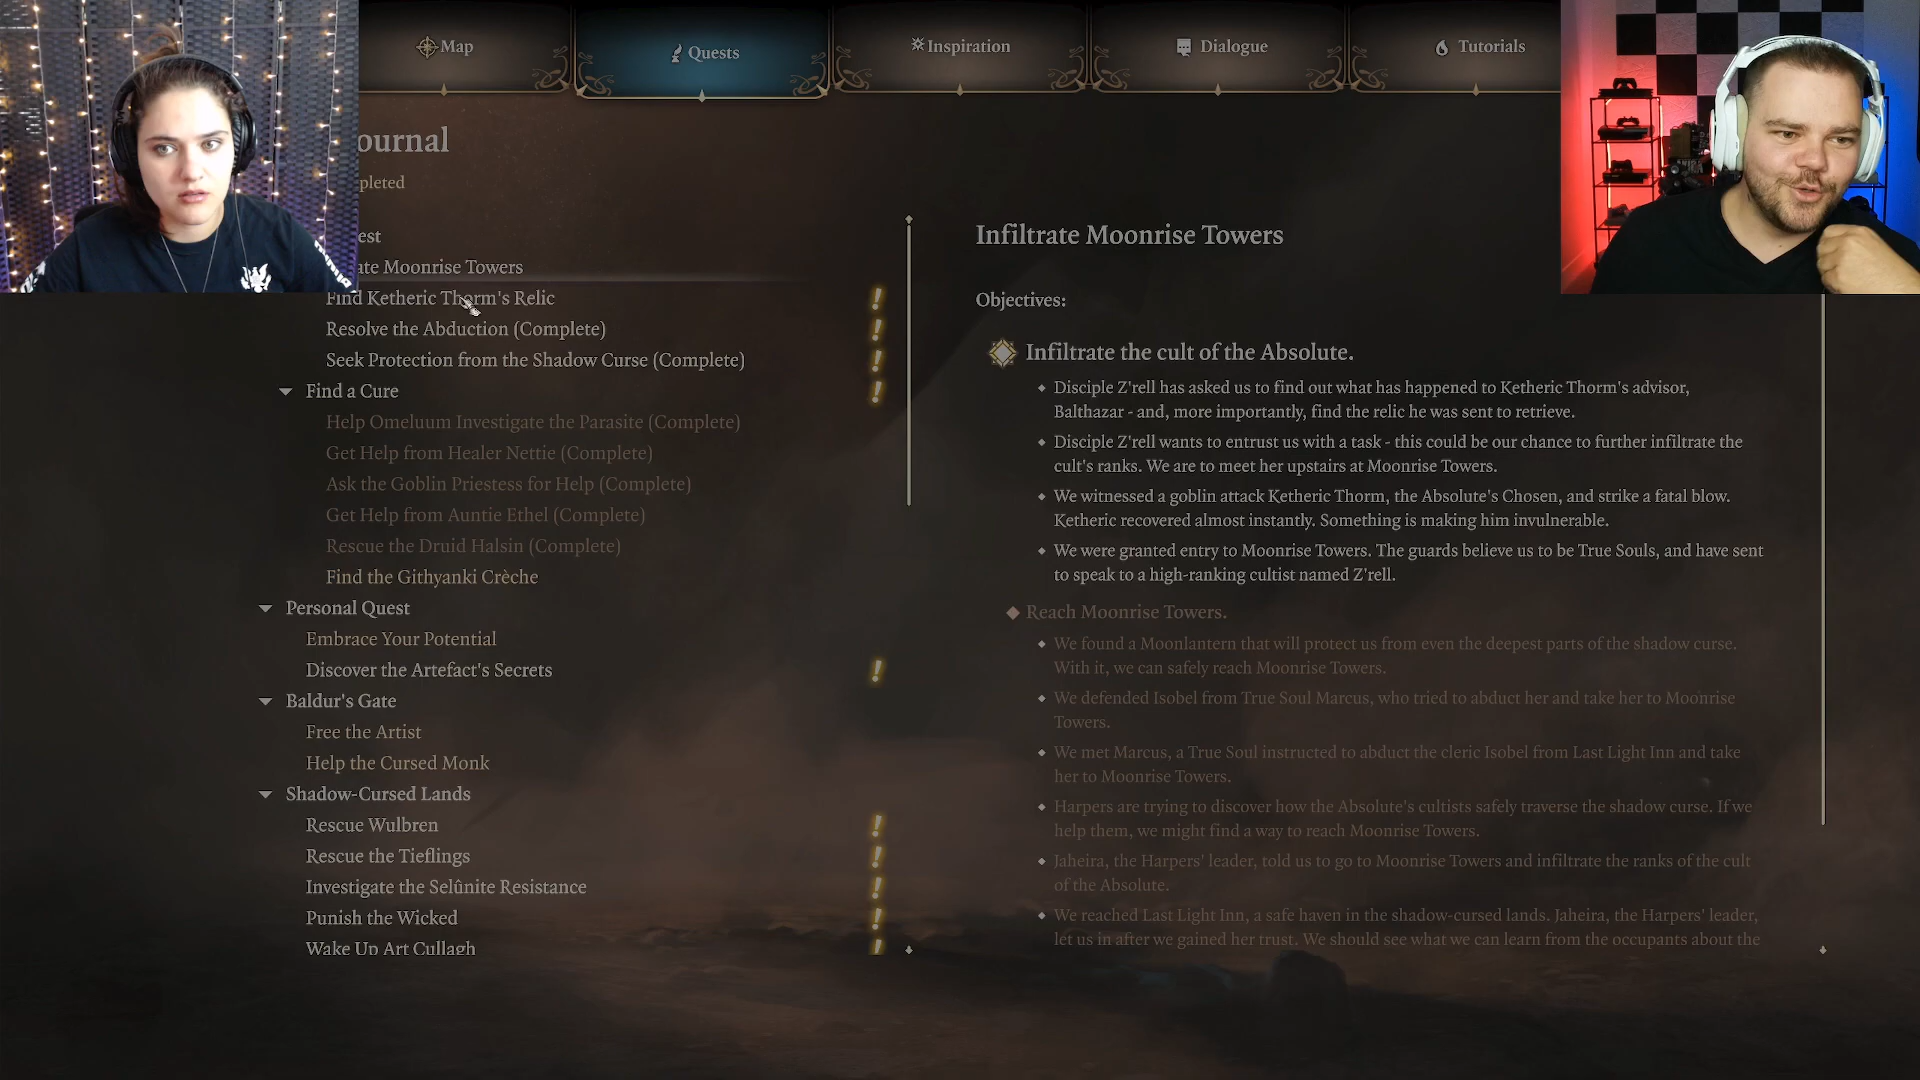 Map
Quests
Inspiration
Dialogue
Tutorials
ournal
pleted
est
ate Moonrise Towers
Find Ketheric Thorm's Relic
Resolve the Abduction (Complete)
Seek Protection from the Shadow Curse (Complete)
Find a Cure
Help Omeluum Investigate the Parasite (Complete)
Get Help from Healer Nettie (Complete)
Ask the Goblin Priestess for Help (Complete)
Get Help from Auntie Ethel (Complete)
Rescue the Druid Halsin (Complete)
Find the Githyanki Crèche
Personal Quest
Embrace Your Potential
Discover the Artefact's Secrets
Baldur's Gate
Free the Artist
Help the Cursed Monk
Shadow-Cursed Lands
Rescue Wulbren
Rescue the Tieflings
Investigate the Selûnite Resistance
Punish the Wicked
Wake Up Art Cullagh
Infiltrate Moonrise Towers
Objectives:
Infiltrate the cult of the Absolute.
Disciple Z'rell has asked us to find out what has happened to Ketheric Thorm's advisor,
Balthazar - and, more importantly, find the relic he was sent to retrieve.
Disciple Z'rell wants to entrust us with a task - this could be our chance to further infiltrate the
cult's ranks. We are to meet her upstairs at Moonrise Towers.
We witnessed a goblin attack Ketheric Thorm, the Absolute's Chosen, and strike a fatal blow.
Ketheric recovered almost instantly. Something is making him invulnerable.
We were granted entry to Moonrise Towers. The guards believe us to be True Souls, and have sent
to speak to a high-ranking cultist named Z'rell.
Reach Moonrise Towers.
We found a Moonlantern that will protect us from even the deepest parts of the shadow curse.
With it, we can safely reach Moonrise Towers.
We defended Isobel from True Soul Marcus, who tried to abduct her and take her to Moonrise
Towers.
We met Marcus, a True Soul instructed to abduct the cleric Isobel from Last Light Inn and take
her to Moonrise Towers.
Harpers are trying to discover how the Absolute's cultists safely traverse the shadow curse. If we
help them, we might find a way to reach Moonrise Towers.
Jaheira, the Harpers' leader, told us to go to Moonrise Towers and infiltrate the ranks of the cult
of the Absolute.
We reached Last Light Inn, a safe haven in the shadow-cursed lands. Jaheira, the Harpers' leader,
let us in after we gained her trust. We should see what we can learn from the occupants about the